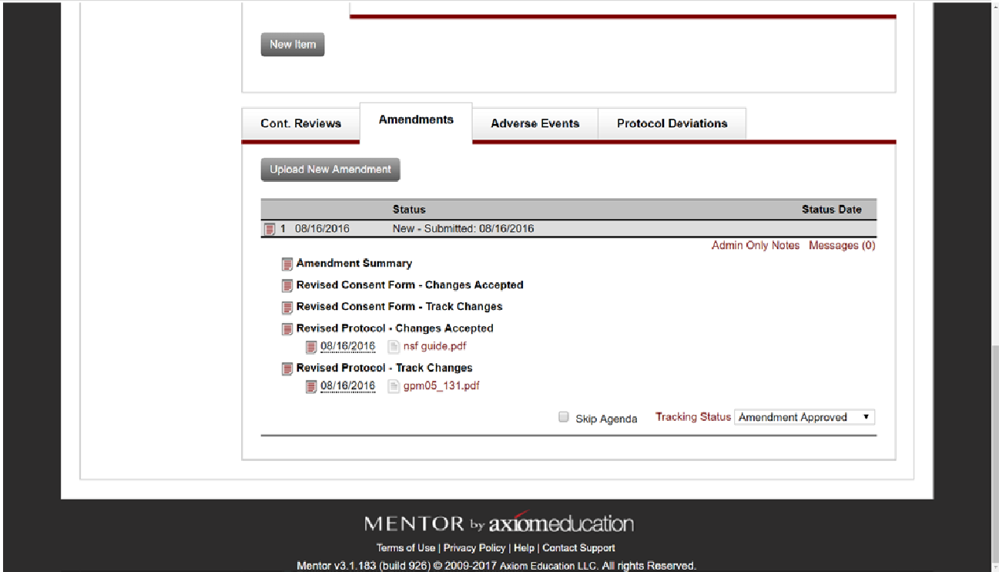 New Item
Cont. Reviews Amendments Adverse Events Protocol Deviations
Upload New Amendment
Status Status Date
1 08/16/2016 New - Submitted: 08/16/2016
Admin Only Notes Messages (0)
Amendment Summary
Revised Consent Form - Changes Accepted
Revised Consent Form - Track Changes
Revised Protocol - Changes Accepted
08/16/2016 nsf guide.pdf
Revised Protocol - Track Changes
08/16/2016 gpm05_131.pdf
Skip Agenda Tracking Status Amendment Approved
MENTOR by axiomeducation
Terms of Use | Privacy Policy | Help | Contact Support
Mentor v3.1.183 (build 926) © 2009-2017 Axiom Education LLC. All rights Reserved.